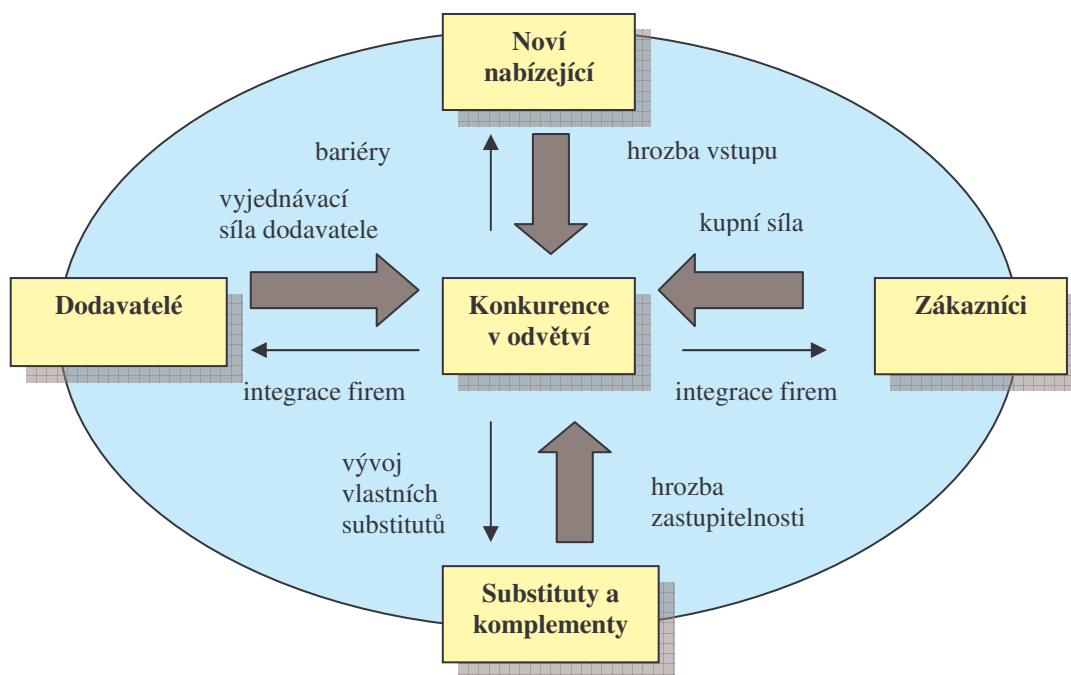 Noví
nabízející
bariéry
hrozba vstupu
vyjednávací
síla dodavatele
kupní síla
Dodavatelé
Konkurence
v odvětví
Zákazníci
integrace firem
integrace firem
vývoj
vlastních
substitutů
hrozba
zastupitelnosti
Substituty a
komplementy